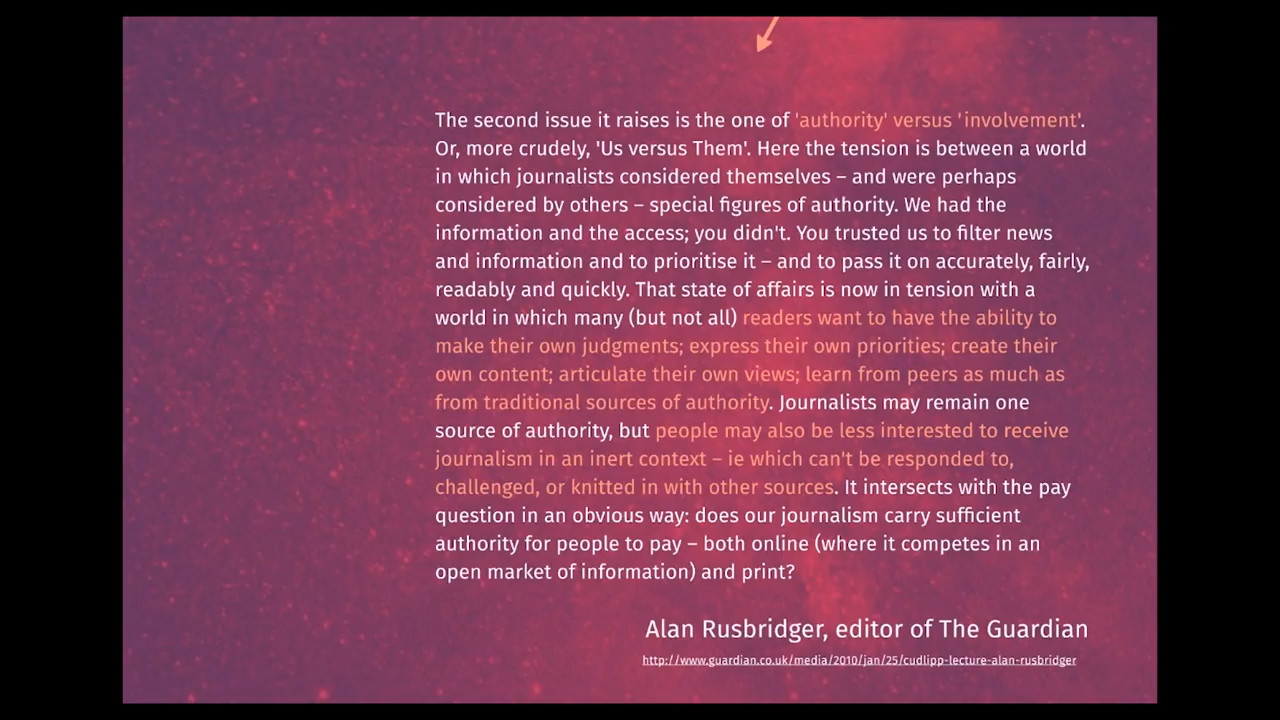 The second issue it raises is the one of 'authority' versus 'involvement'.
Or, more crudely, 'Us versus Them'. Here the tension is between a world
in which journalists considered themselves – and were perhaps
considered by others – special figures of authority. We had the
information and the access; you didn't. You trusted us to filter news
and information and to prioritise it – and to pass it on accurately, fairly,
readably and quickly. That state of affairs is now in tension with a
world in which many (but not all) readers want to have the ability to
make their own judgments; express their own priorities; create their
own content; articulate their own views; learn from peers as much as
from traditional sources of authority. Journalists may remain one
source of authority, but people may also be less interested to receive
journalism in an inert context – ie which can't be responded to,
challenged, or knitted in with other sources. It intersects with the pay
question in an obvious way: does our journalism carry sufficient
authority for people to pay – both online (where it competes in an
open market of information) and print?
Alan Rusbridger, editor of The Guardian
http://www.guardian.co.uk/media/2010/jan/25/cudlipp-lecture-alan-rusbridger